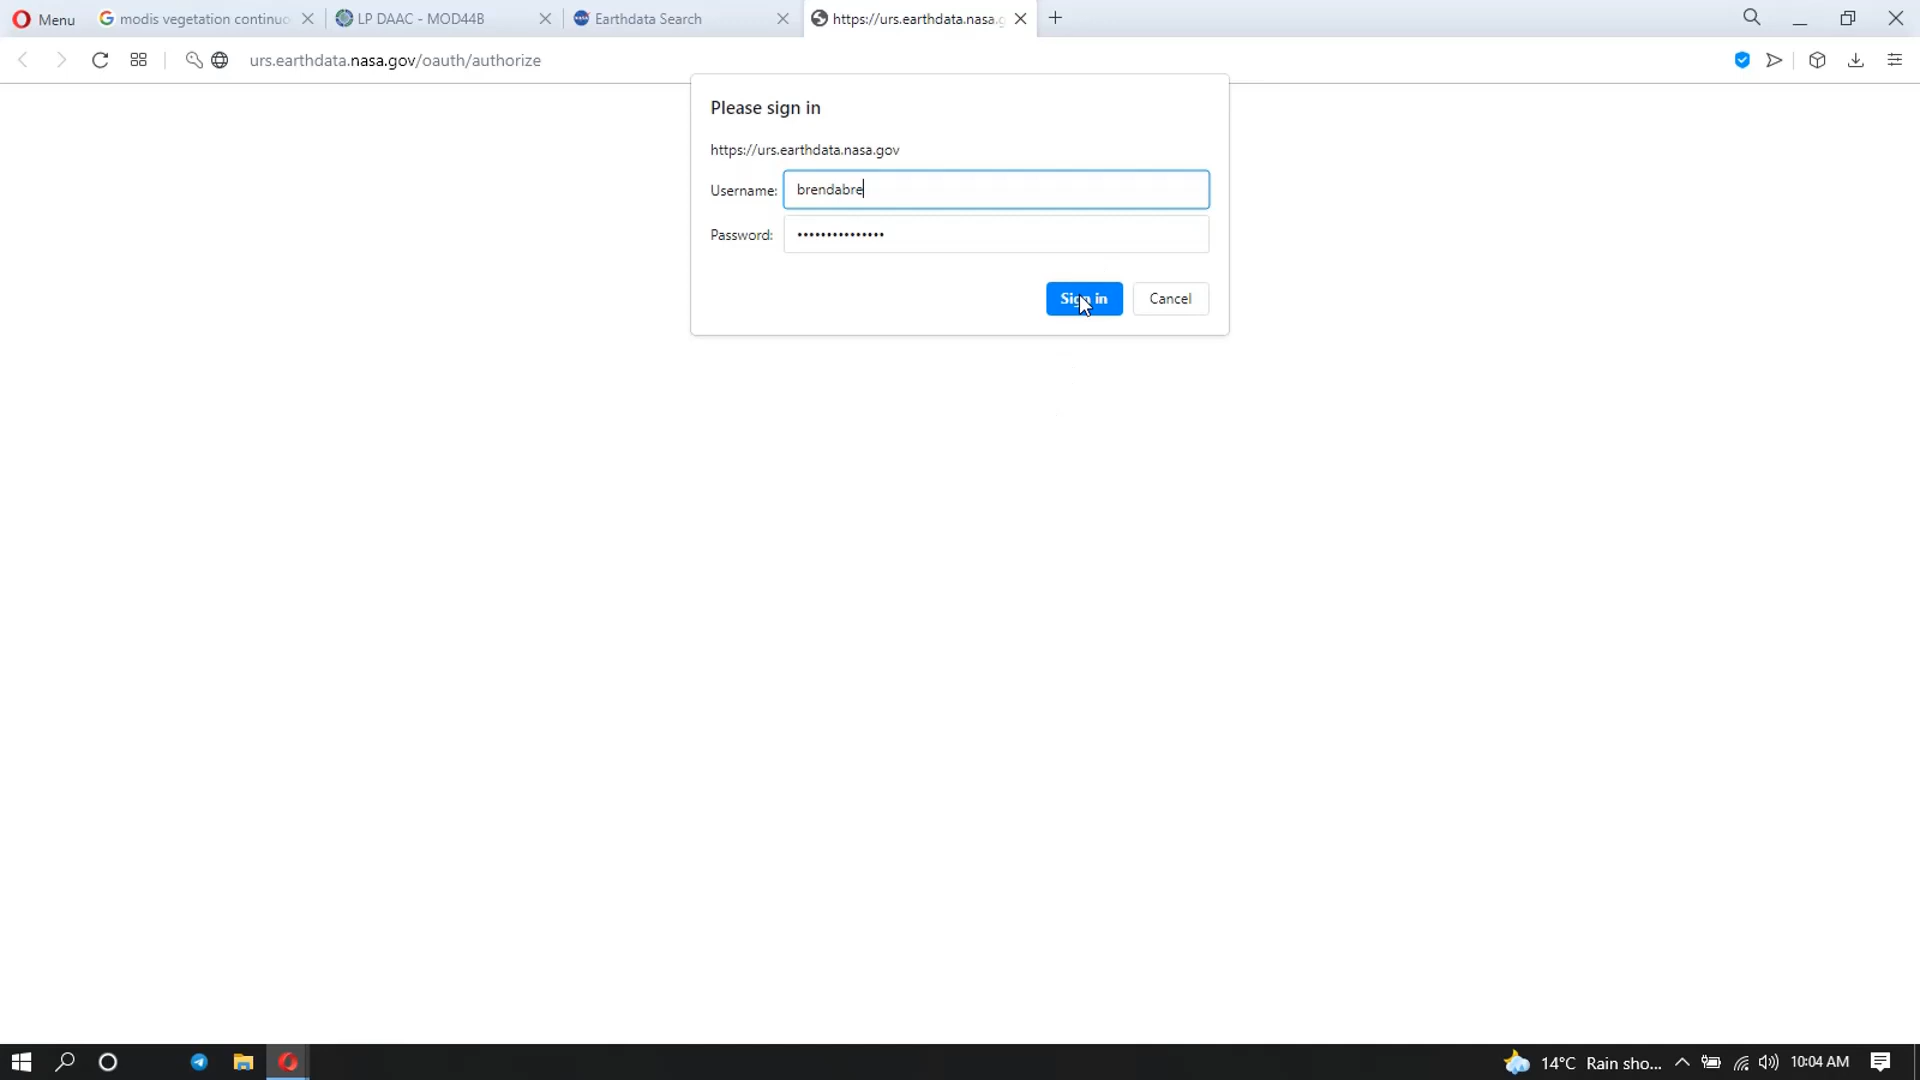 Menu
modis vegetation continuo
LP DAAC - MOD44B
Earthdata Search
https://urs.earthdata.nasa.g
urs.earthdata.nasa.gov/oauth/authorize
Please sign in
https://urs.earthdata.nasa.gov
Username: brendabre
Password: •••••••••••••••
Sign in
Cancel
14°C Rain sho...
10:04 AM